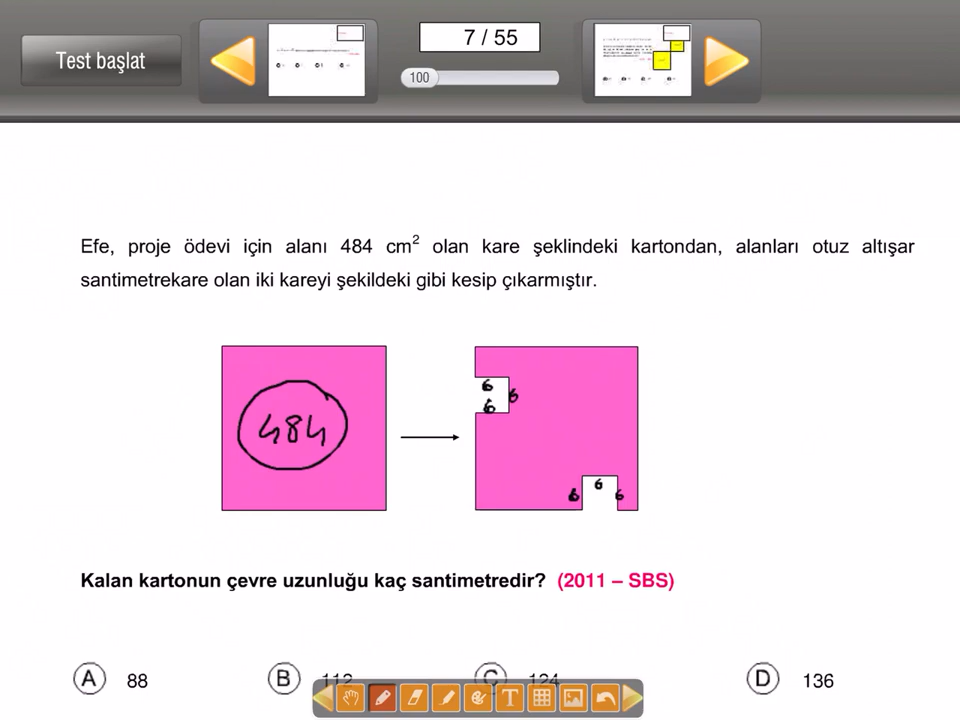 Test başlat
7 / 55
100
Efe, proje ödevi için alanı 484 cm² olan kare şeklindeki kartondan, alanları otuz altışar
santimetrekare olan iki kareyi şekildeki gibi kesip çıkarmıştır.
484
6
6
6
6
6
6
Kalan kartonun çevre uzunluğu kaç santimetredir? (2011 – SBS)
A 88 B 112 C 124 D 136
T